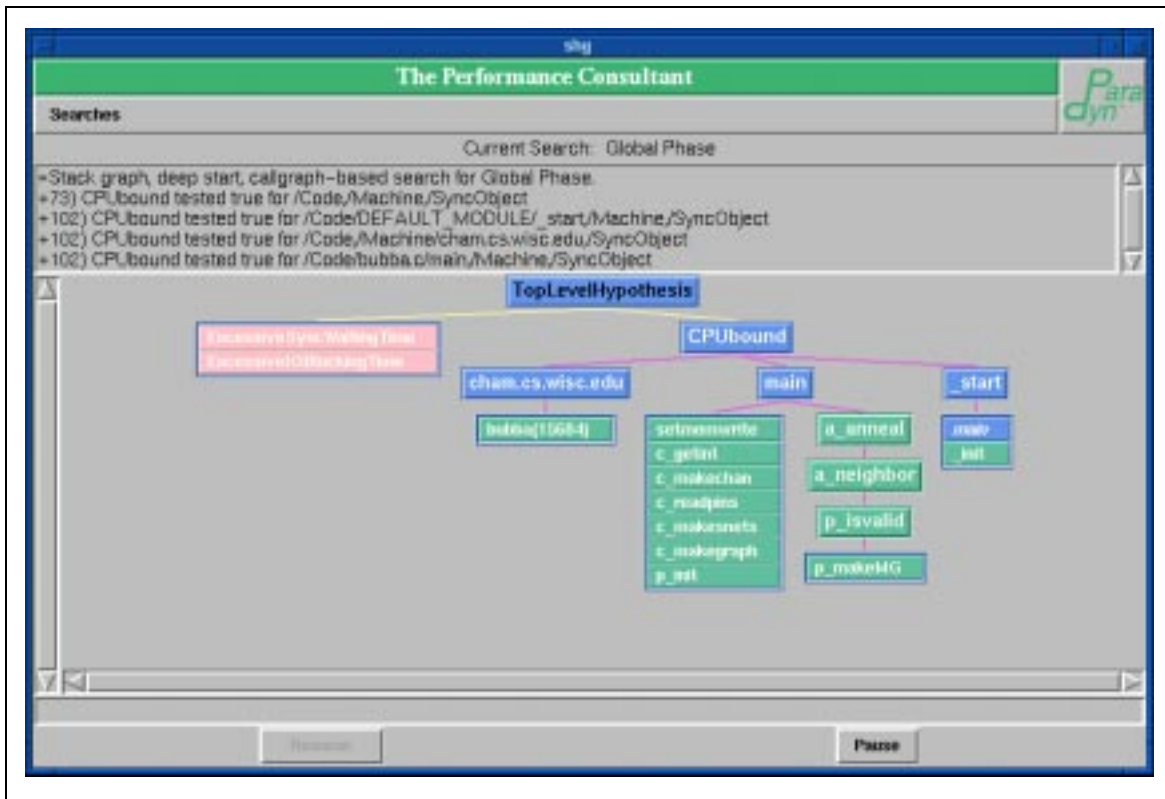 shg
The Performance Consultant
Para
dyn
Searches
Current Search: Global Phase
=Stack graph, deep start, callgraph-based search for Global Phase.
+73) CPUbound tested true for /Code,/Machine,/SyncObject
+102) CPUbound tested true for /Code/DEFAULT_MODULE/_start,/Machine,/SyncObject
+102) CPUbound tested true for /Code,/Machine/cham.cs.wisc.edu,/SyncObject
+102) CPUbound tested true for /Code/bubba.c/main,/Machine,/SyncObject
TopLevelHypothesis
ExcessiveSyncWaitingTime
ExcessiveIOBlockingTime
CPUbound
cham.cs.wisc.edu
main
_start
bubba(15684)
setmemwrite
c_getint
c_makechan
c_readpins
c_makesnets
c_makegraph
p_init
a_anneal
a_neighbor
p_isvalid
p_makeMG
main
_init
Resume
Pause